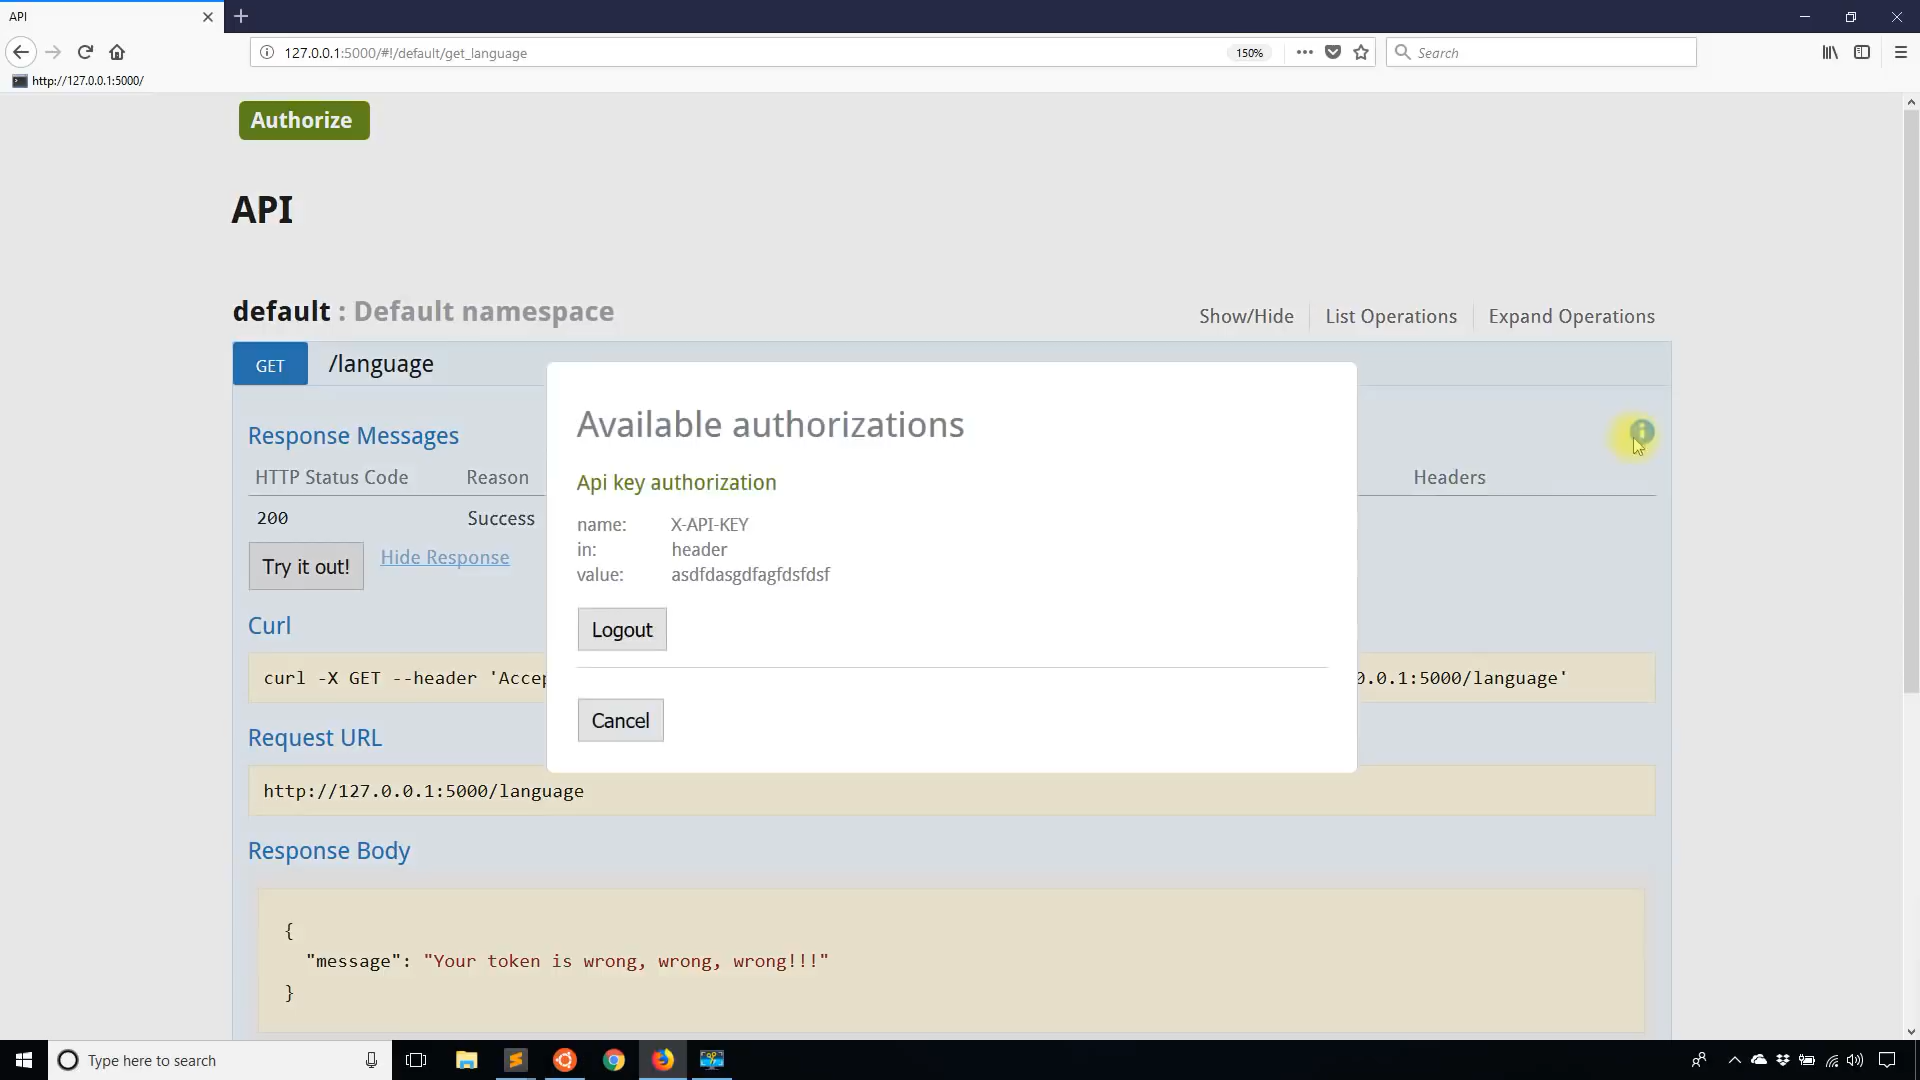 API
127.0.0.1:5000/#!/default/get_language
150%
Search
http://127.0.0.1:5000/
Authorize
API
default : Default namespace
Show/Hide
List Operations
Expand Operations
GET
/language
Available authorizations
Response Messages
Api key authorization
HTTP Status Code
Reason
Headers
name: X-API-KEY
200
Success
in: header
Try it out!
Hide Response
value: asdfdasgdfagfdsfdsf
Curl
Logout
curl -X GET --header 'Accep
0.0.1:5000/language'
Cancel
Request URL
http://127.0.0.1:5000/language
Response Body
{
"message": "Your token is wrong, wrong, wrong!!!"
}
Type here to search